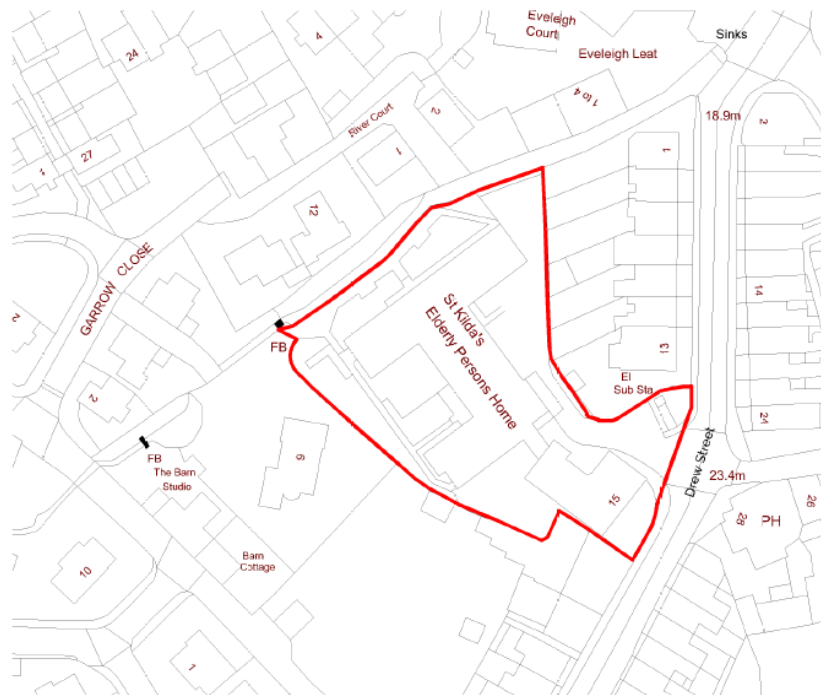 Eveleigh
Court
Sinks
4
24
Eveleigh Leat
1 to 4
River Court
2
18.9m
2
27
1
1
1
12
GARROW CLOSE
2
14
St Kilda's
Elderly Persons Home
FB
13
El
Sub Sta
2
24
FB
The Barn
Studio
6
Drew Street
23.4m
15
28
PH
26
Barn
Cottage
10
1